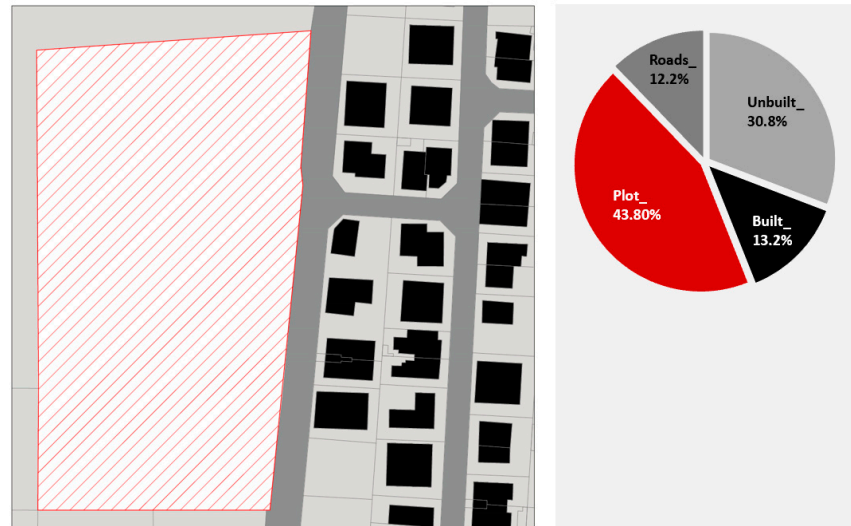 Roads_
12.2%
Unbuilt_
30.8%
Plot_
43.80%
Built_
13.2%